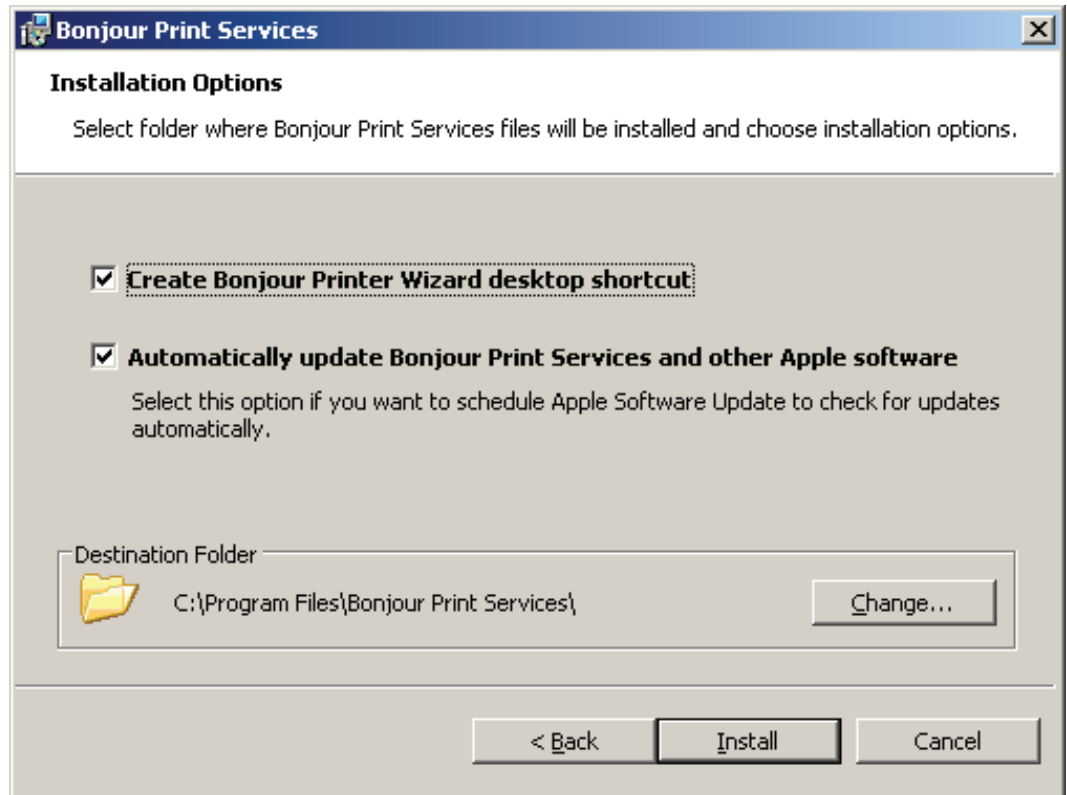 Bonjour Print Services
Installation Options
Select folder where Bonjour Print Services files will be installed and choose installation options.
Create Bonjour Printer Wizard desktop shortcut
Automatically update Bonjour Print Services and other Apple software
Select this option if you want to schedule Apple Software Update to check for updates
automatically.
Destination Folder
C:\Program Files\Bonjour Print Services\
Change...
< Back
Install
Cancel